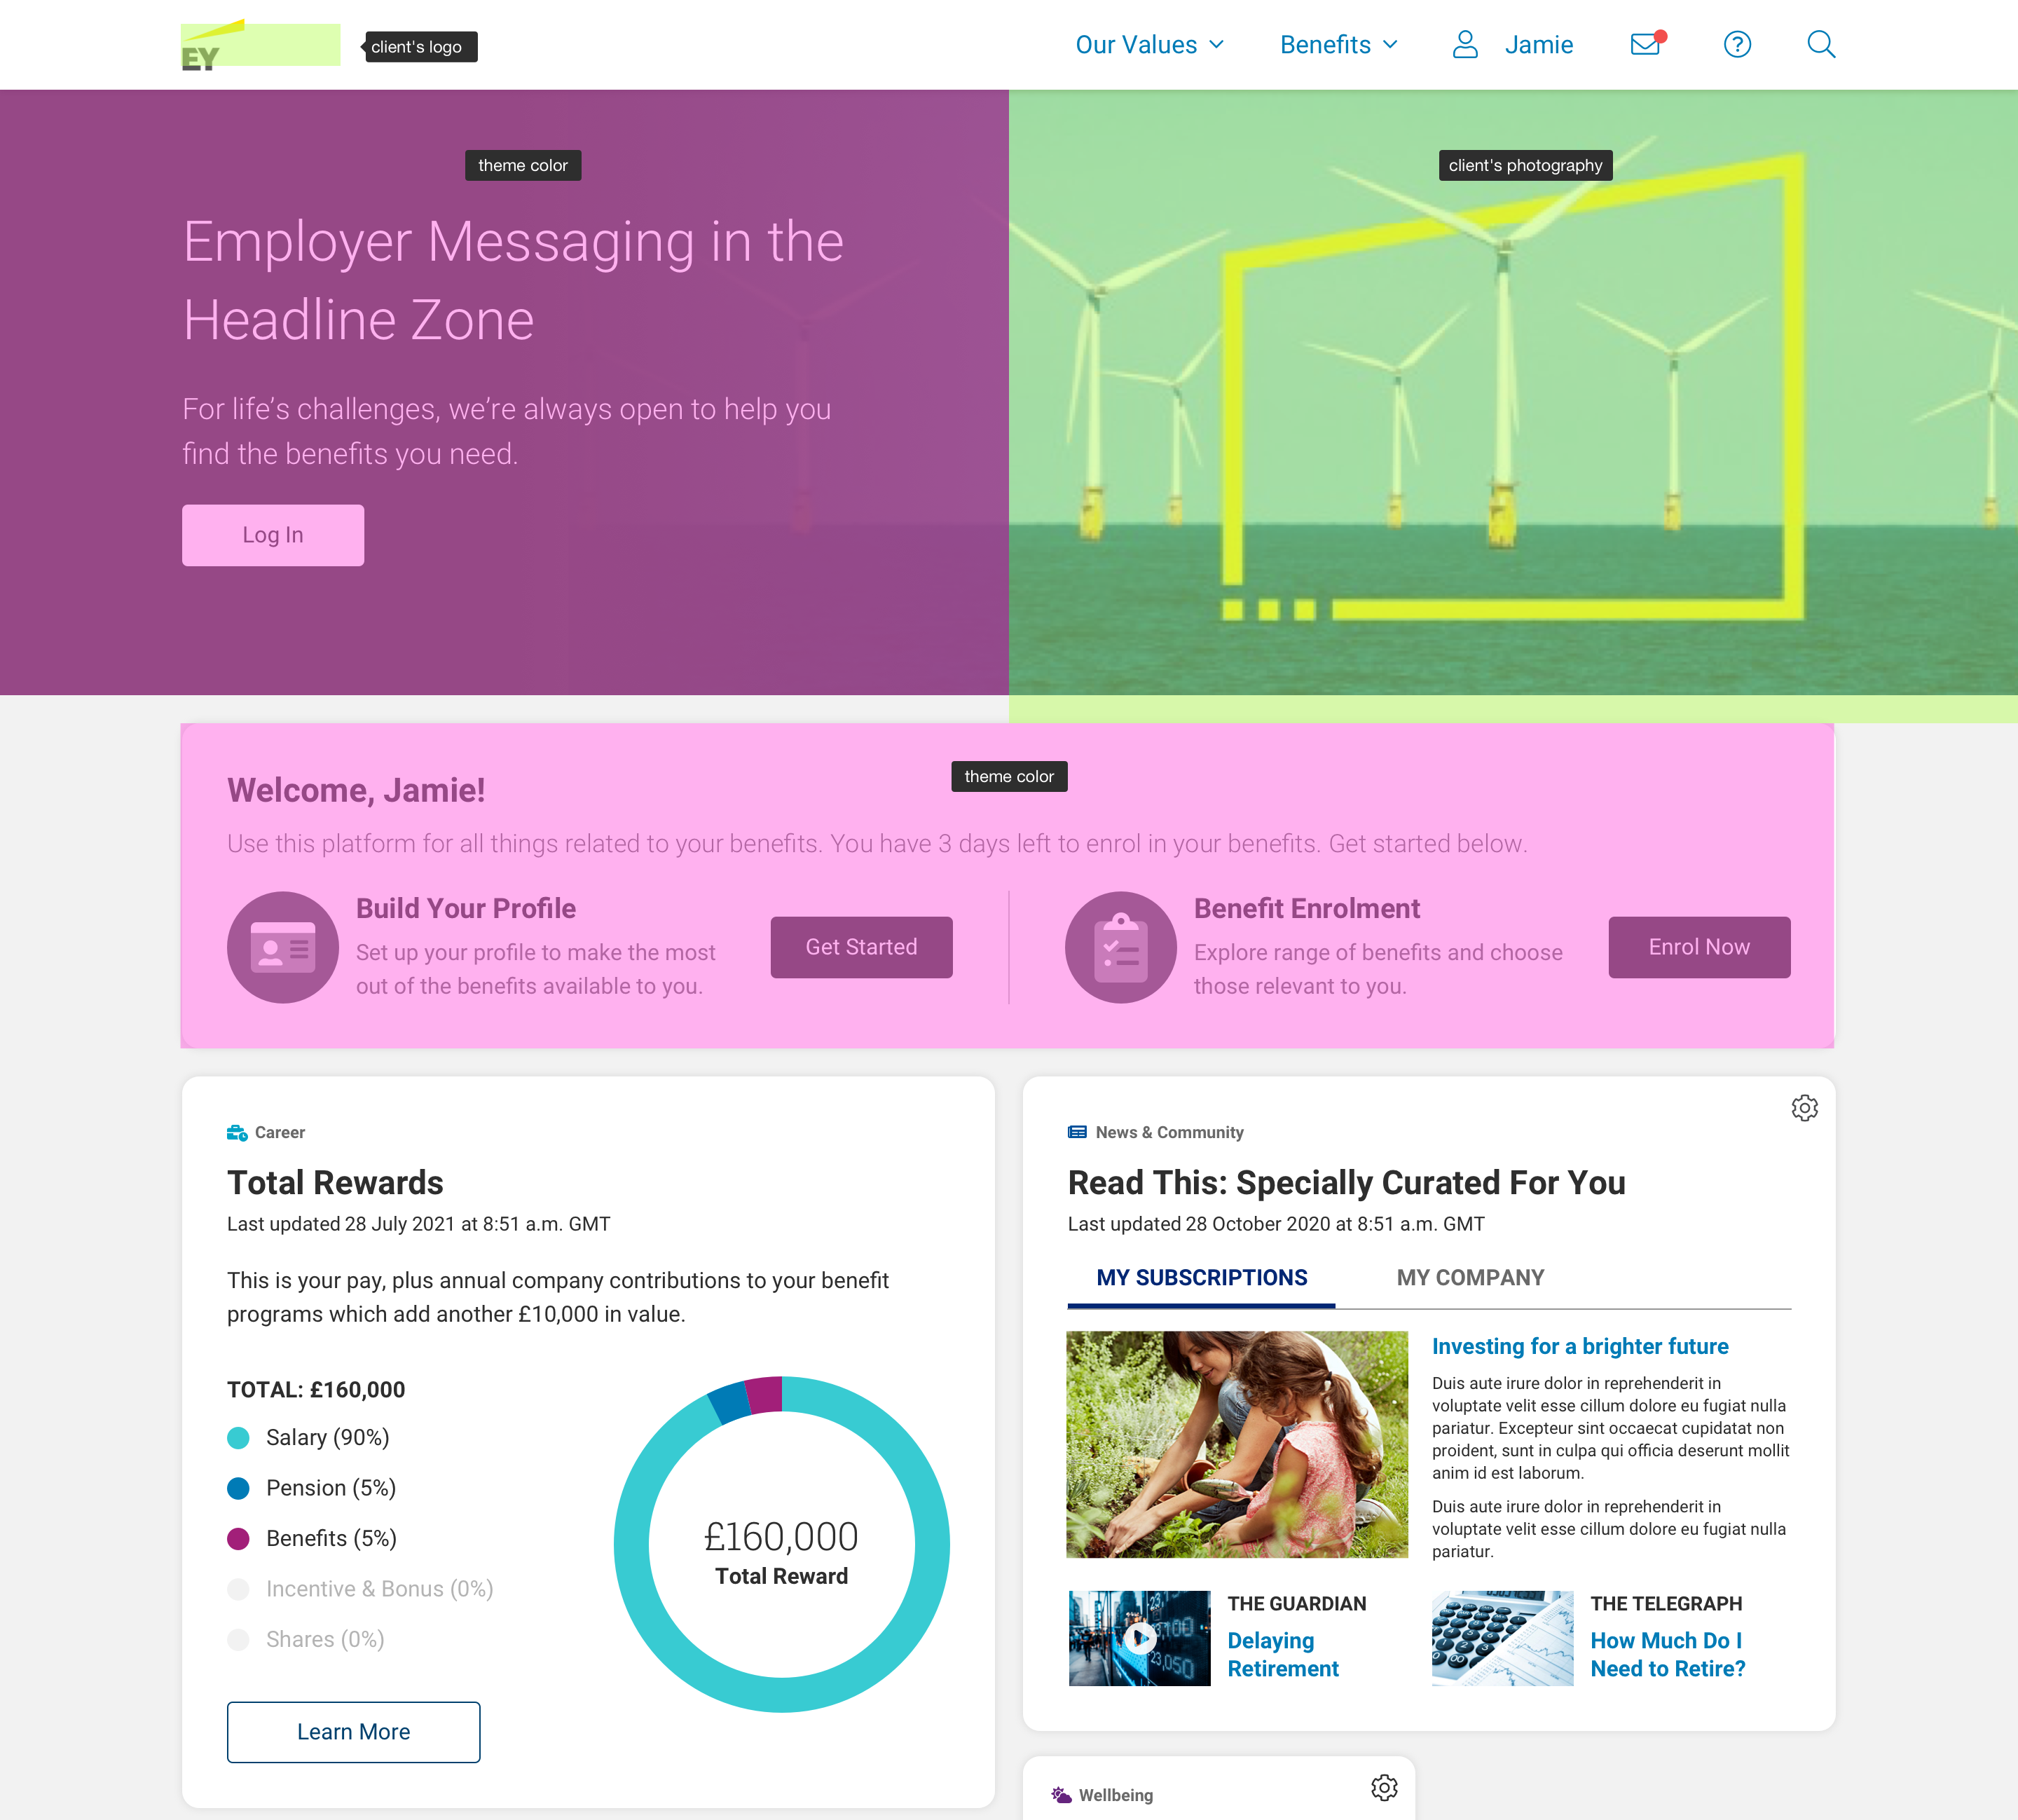 EY
client's logo
Our Values
Benefits
Jamie
theme color
client's photography
Employer Messaging in the
Headline Zone
For life’s challenges, we’re always open to help you
find the benefits you need.
Log In
theme color
Welcome, Jamie!
Use this platform for all things related to your benefits. You have 3 days left to enrol in your benefits. Get started below.
Build Your Profile
Set up your profile to make the most
out of the benefits available to you.
Get Started
Benefit Enrolment
Explore range of benefits and choose
those relevant to you.
Enrol Now
Career
Total Rewards
Last updated 28 July 2021 at 8:51 a.m. GMT
This is your pay, plus annual company contributions to your benefit
programs which add another £10,000 in value.
TOTAL: £160,000
Salary (90%)
Pension (5%)
Benefits (5%)
Incentive & Bonus (0%)
Shares (0%)
£160,000
Total Reward
Learn More
News & Community
Read This: Specially Curated For You
Last updated 28 October 2020 at 8:51 a.m. GMT
MY SUBSCRIPTIONS
MY COMPANY
Investing for a brighter future
Duis aute irure dolor in reprehenderit in
voluptate velit esse cillum dolore eu fugiat nulla
pariatur. Excepteur sint occaecat cupidatat non
proident, sunt in culpa qui officia deserunt mollit
anim id est laborum.
Duis aute irure dolor in reprehenderit in
voluptate velit esse cillum dolore eu fugiat nulla
pariatur.
23,050
THE GUARDIAN
Delaying
Retirement
THE TELEGRAPH
How Much Do I
Need to Retire?
Wellbeing